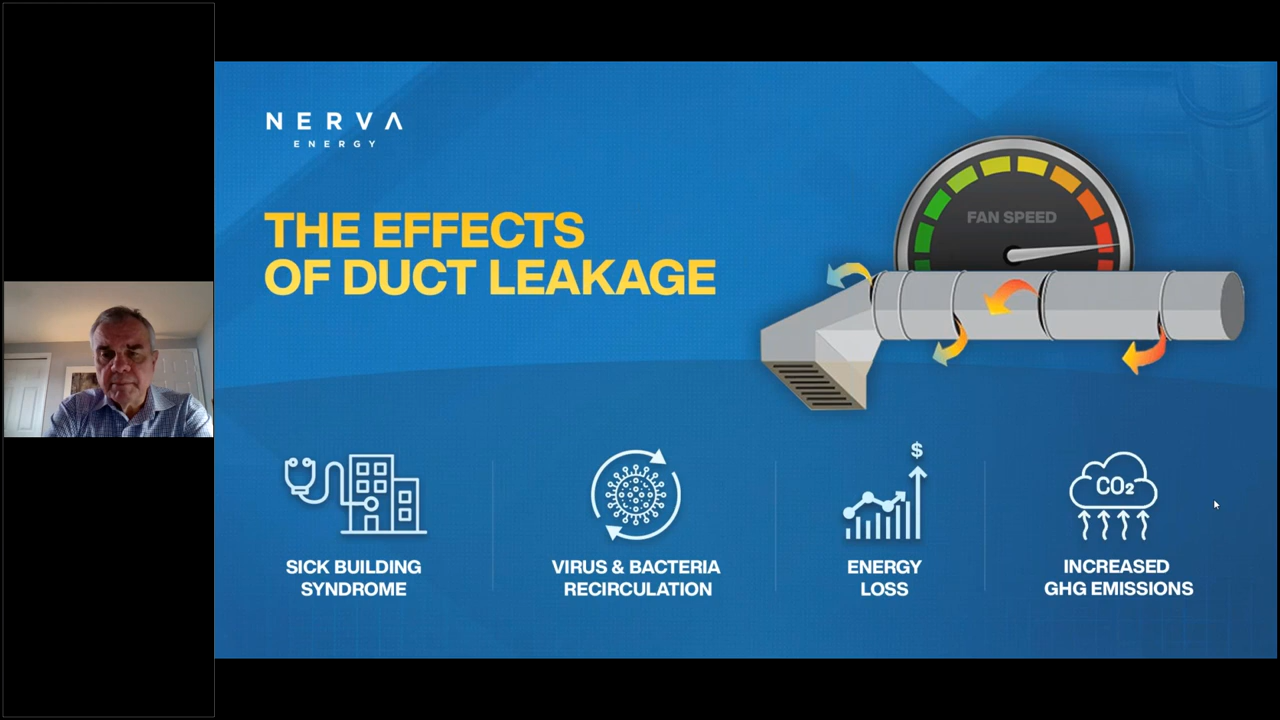 NERVA
ENERGY
THE EFFECTS
OF DUCT LEAKAGE
FAN SPEED
$
CO₂
SICK BUILDING
SYNDROME
VIRUS & BACTERIA
RECIRCULATION
ENERGY
LOSS
INCREASED
GHG EMISSIONS